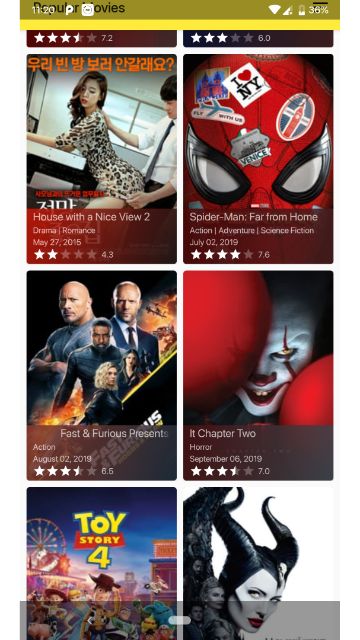 11:20
Popular Movies
36%
7.2
6.0
우리 빈 방 보러 안갈래요?
House with a Nice View 2
Drama | Romance
May 27, 2015
4.3
I ♥ NY
FLY WITH US
VENICE
Spider-Man: Far from Home
Action | Adventure | Science Fiction
July 02, 2019
7.6
Fast & Furious Presents
Action
August 02, 2019
6.5
It Chapter Two
Horror
September 06, 2019
7.0
TOY
STORY
4